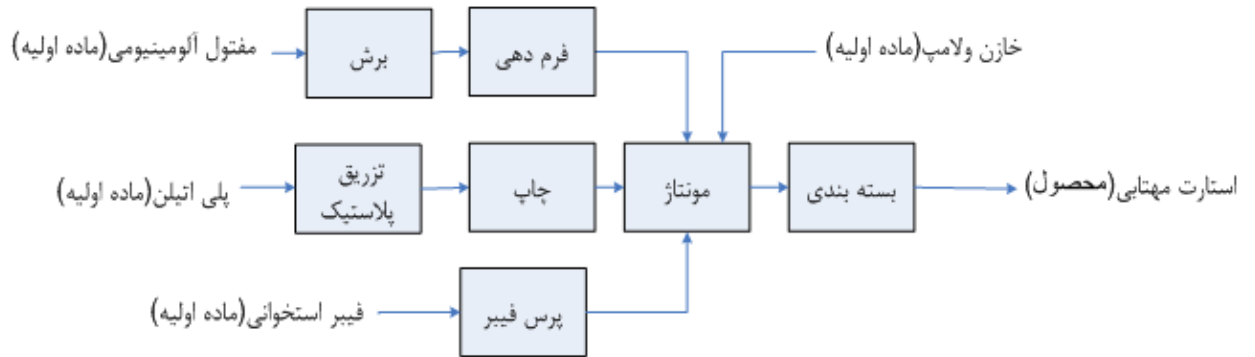 مفتول آلومینیومی(ماده اولیه)
برش
فرم دهی
خازن ولامپ(ماده اولیه)
پلی اتیلن(ماده اولیه)
تزریق
پلاستیک
چاپ
مونتاژ
بسته بندی
استارت مهتابی(محصول)
فیبر استخوانی(ماده اولیه)
پرس فیبر